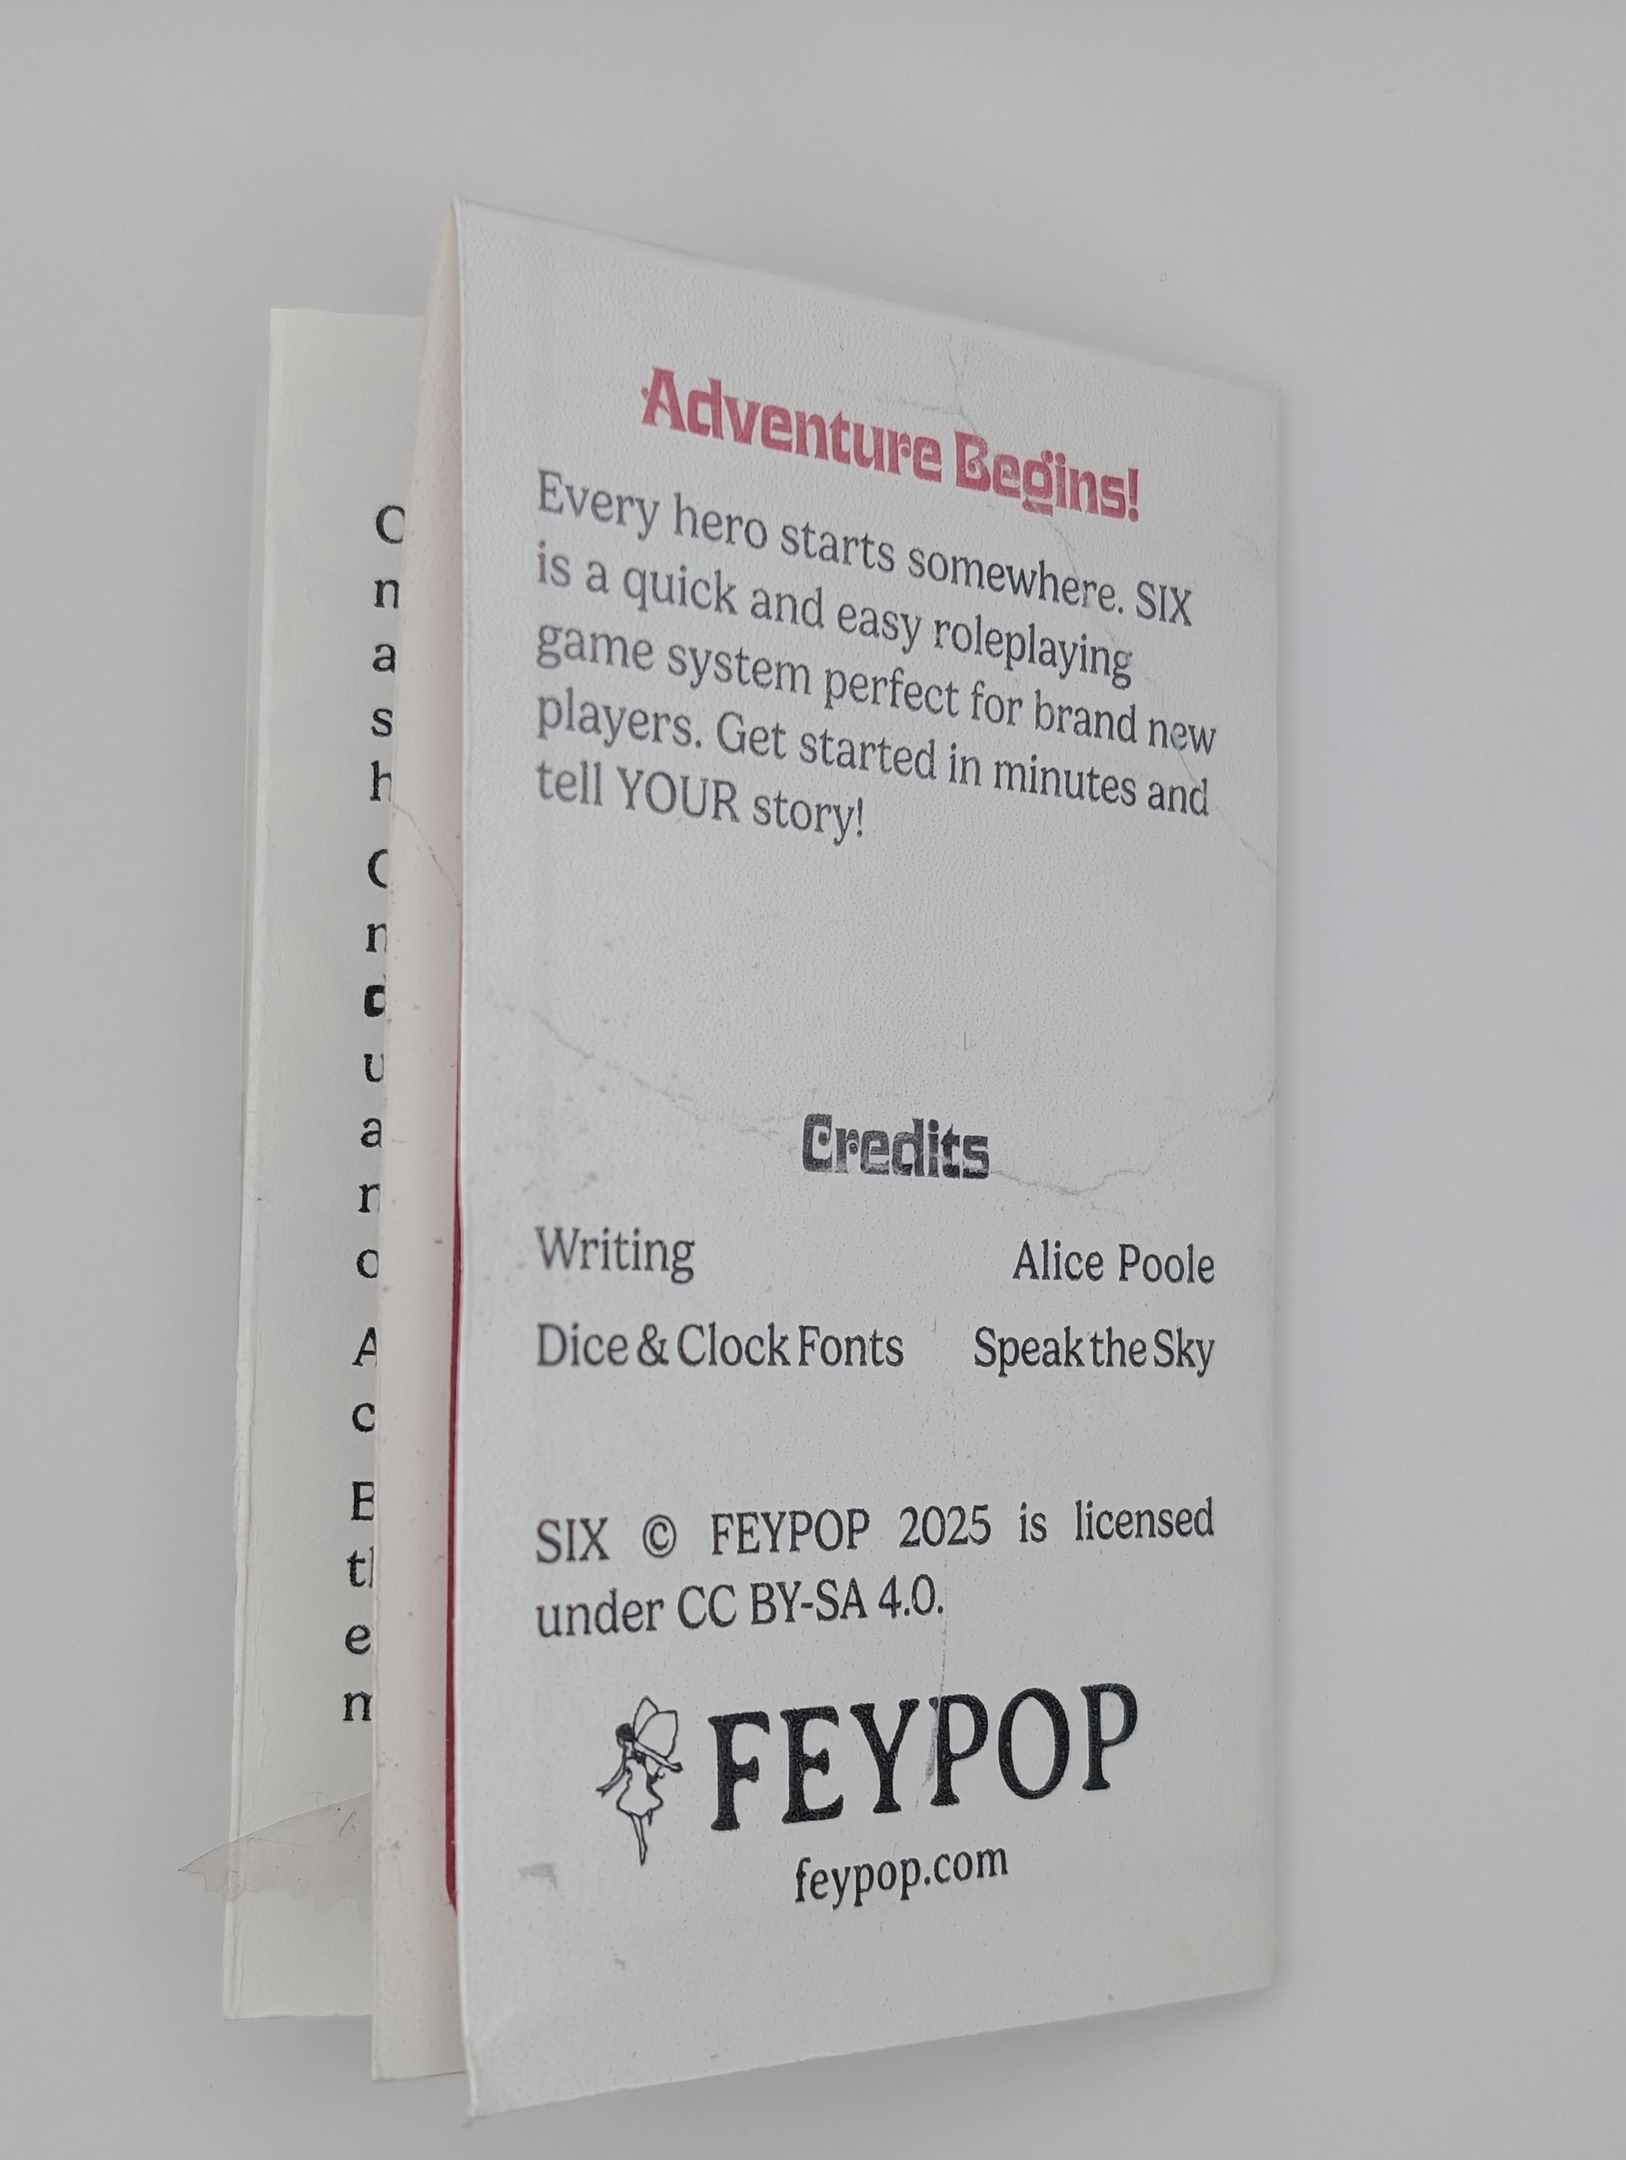 Adventure Begins!
Every hero starts somewhere. SIX
is a quick and easy roleplaying
game system perfect for brand new
players. Get started in minutes and
tell YOUR story!
Credits
Writing Alice Poole
Dice & Clock Fonts Speak the Sky
SIX © FEYPOP 2025 is licensed
under CC BY-SA 4.0.
FEYPOP
feypop.com